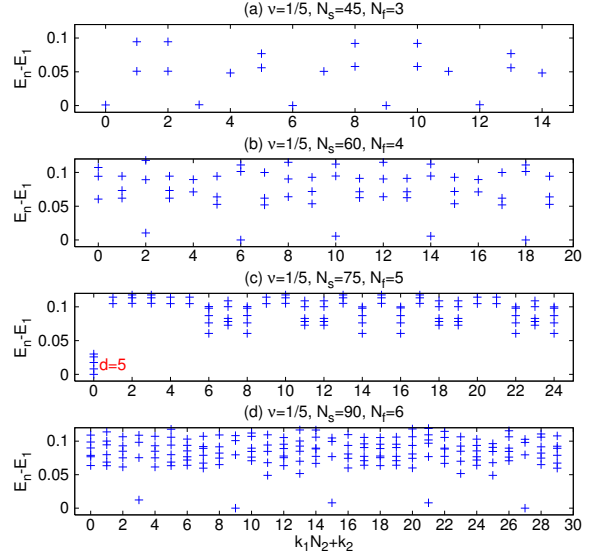 (a) ν=1/5, N_s=45, N_f=3
E_n-E_1
0.1
0.05
0
0 2 4 6 8 10 12 14
(b) ν=1/5, N_s=60, N_f=4
E_n-E_1
0.1
0.05
0
0 2 4 6 8 10 12 14 16 18 20
(c) ν=1/5, N_s=75, N_f=5
E_n-E_1
0.1
0.05
0
d=5
0 2 4 6 8 10 12 14 16 18 20 22 24
(d) ν=1/5, N_s=90, N_f=6
E_n-E_1
0.1
0.05
0
0 2 4 6 8 10 12 14 16 18 20 22 24 26 28 30
k_1N_2+k_2